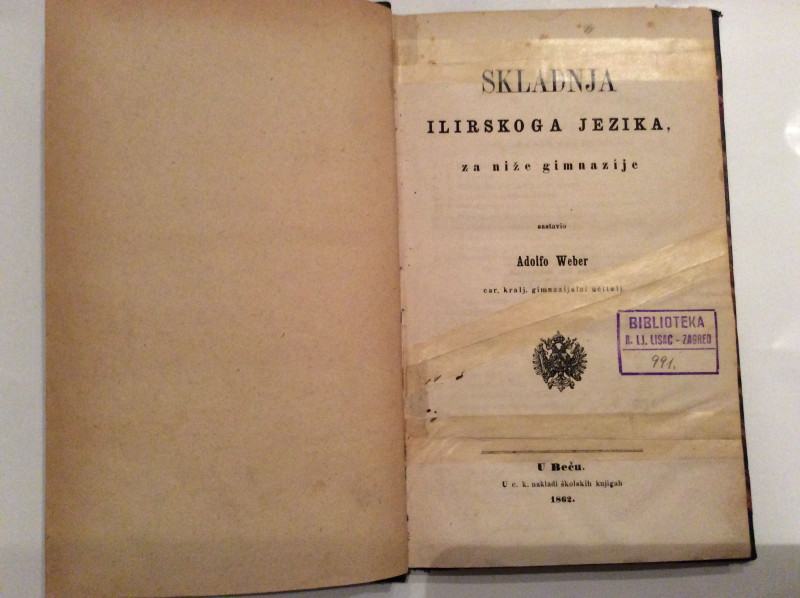 SKLADNJA
ILIRSKOGA JEZIKA,
za niže gimnazije
sastavio
Adolfo Weber
car. kralj. gimnazijalni učitelj
BIBLIOTEKA
R. LJ. LISAC - ZAGREB
991.
U Beču.
U c. k. nakladi školskih knjigah
1862.